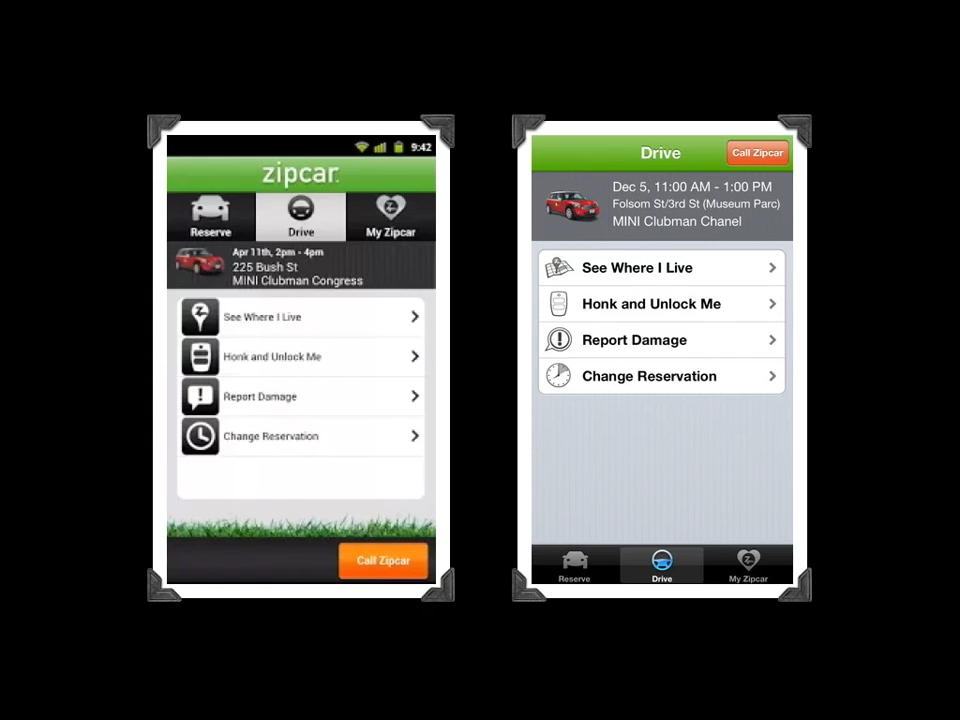 9:42
zipcar.
Reserve
Drive
My Zipcar
Apr 11th, 2pm - 4pm
225 Bush St
MINI Clubman Congress
See Where I Live
Honk and Unlock Me
Report Damage
Change Reservation
Call Zipcar
Drive
Call Zipcar
Dec 5, 11:00 AM - 1:00 PM
Folsom St/3rd St (Museum Parc)
MINI Clubman Chanel
See Where I Live
Honk and Unlock Me
Report Damage
Change Reservation
Reserve
Drive
My Zipcar